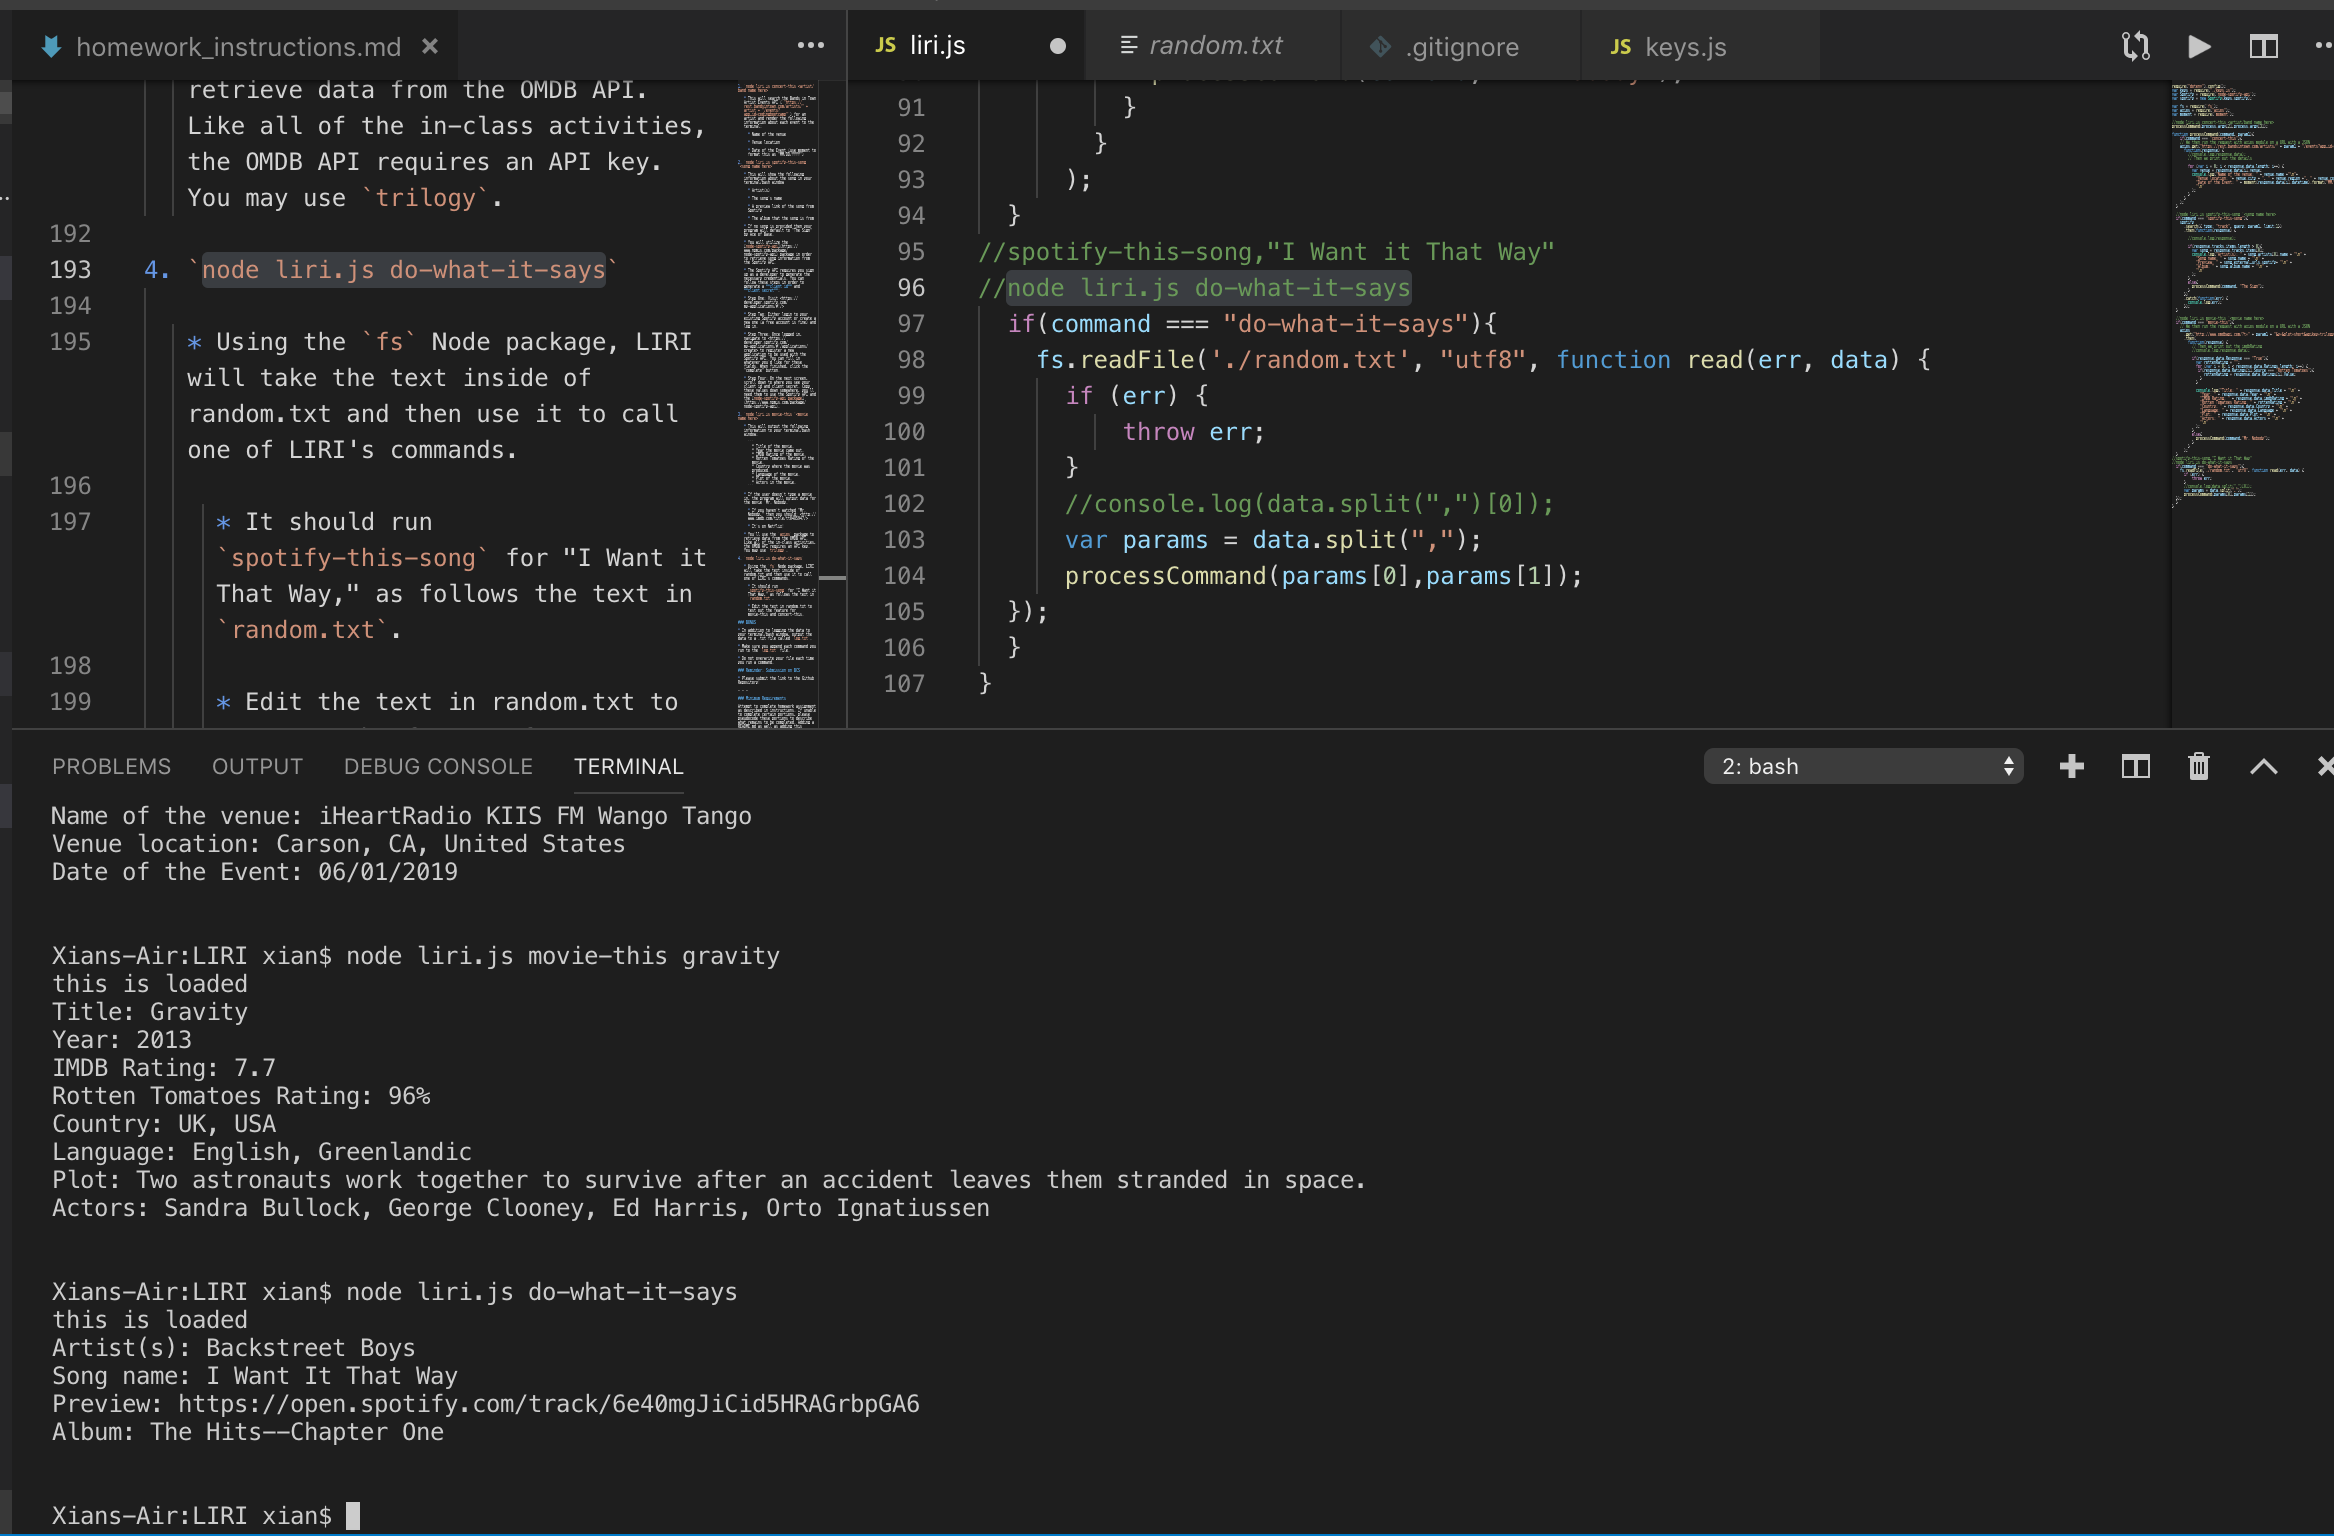 homework_instructions.md
retrieve data from the OMDB API.
Like all of the in-class activities,
the OMDB API requires an API key.
You may use `trilogy`.
192
193 4. `node liri.js do-what-it-says`
194
195 * Using the `fs` Node package, LIRI
will take the text inside of
random.txt and then use it to call
one of LIRI's commands.
196
197 * It should run
`spotify-this-song` for "I Want it
That Way," as follows the text in
`random.txt`.
198
199 * Edit the text in random.txt to
JS liri.js
random.txt
.gitignore
JS keys.js
91 }
92 }
93 );
94 }
95 //spotify-this-song,"I Want it That Way"
96 //node liri.js do-what-it-says
97 if(command === "do-what-it-says"){
98 fs.readFile('./random.txt', "utf8", function read(err, data) {
99 if (err) {
100 throw err;
101 }
102 //console.log(data.split(",")[0]);
103 var params = data.split(",");
104 processCommand(params[0],params[1]);
105 });
106 }
107 }
PROBLEMS OUTPUT DEBUG CONSOLE TERMINAL
2: bash
Name of the venue: iHeartRadio KIIS FM Wango Tango
Venue location: Carson, CA, United States
Date of the Event: 06/01/2019
Xians-Air:LIRI xian$ node liri.js movie-this gravity
this is loaded
Title: Gravity
Year: 2013
IMDB Rating: 7.7
Rotten Tomatoes Rating: 96%
Country: UK, USA
Language: English, Greenlandic
Plot: Two astronauts work together to survive after an accident leaves them stranded in space.
Actors: Sandra Bullock, George Clooney, Ed Harris, Orto Ignatiussen
Xians-Air:LIRI xian$ node liri.js do-what-it-says
this is loaded
Artist(s): Backstreet Boys
Song name: I Want It That Way
Preview: https://open.spotify.com/track/6e40mgJiCid5HRAGrbpGA6
Album: The Hits--Chapter One
Xians-Air:LIRI xian$